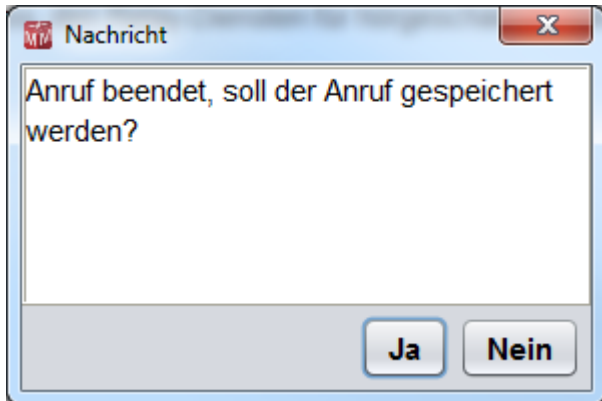 Nachricht
Anruf beendet, soll der Anruf gespeichert
werden?
Ja
Nein